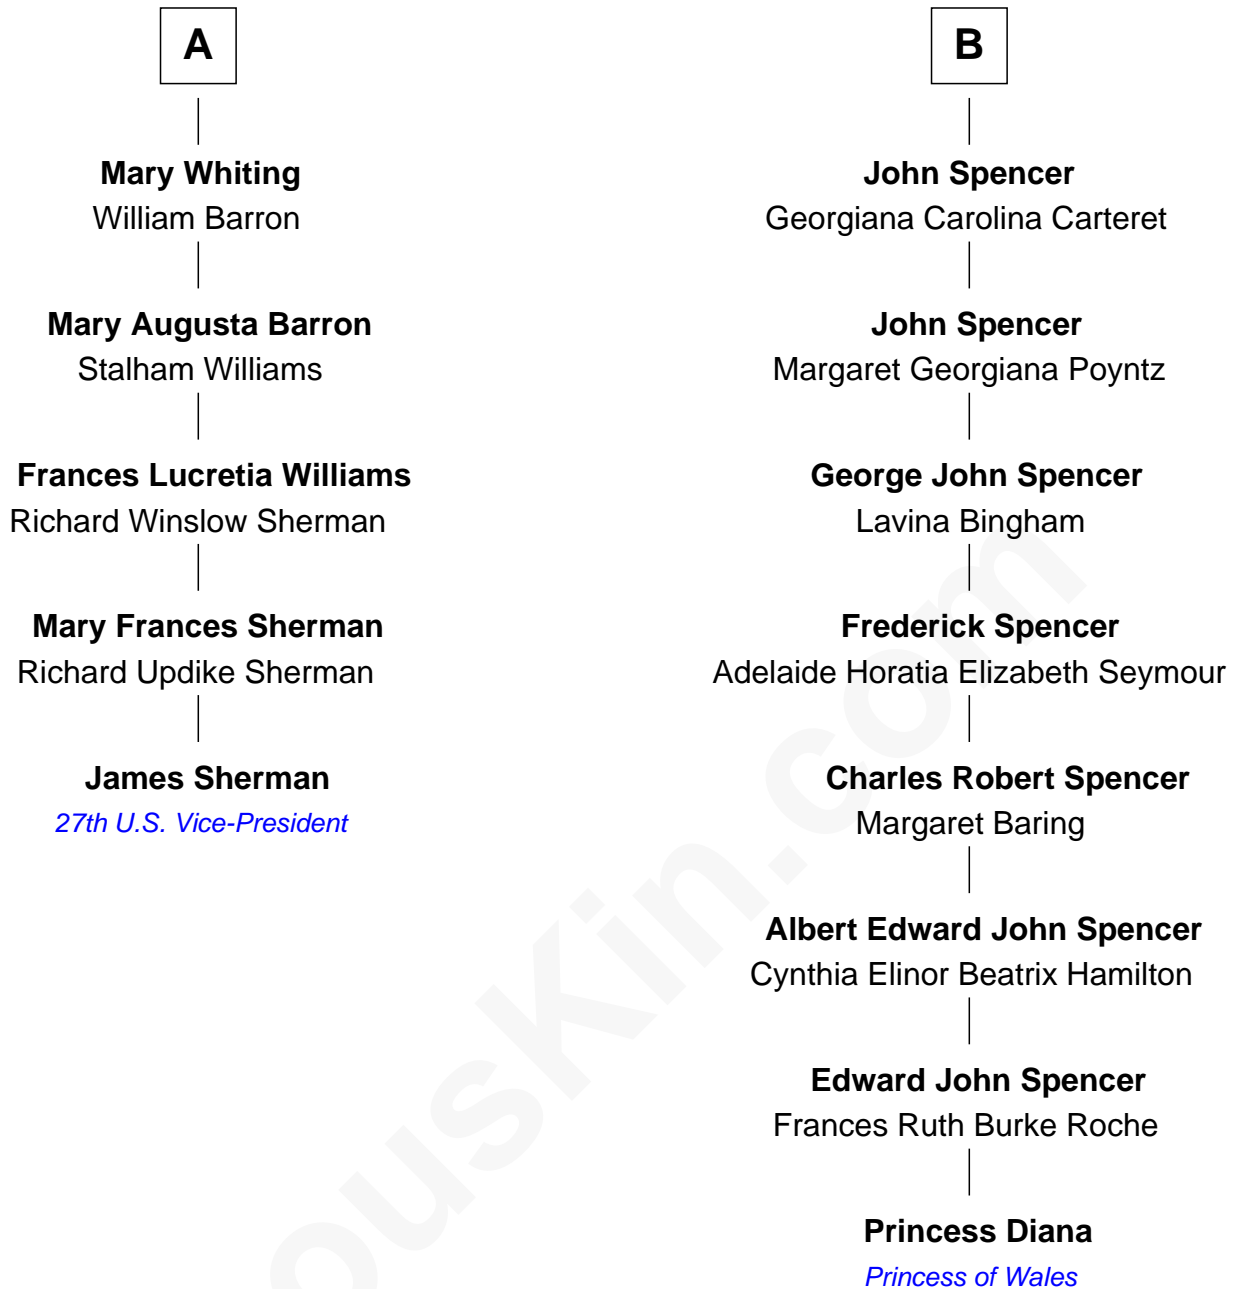 A
Mary Whiting
William Barron
Mary Augusta Barron
Stalham Williams
Frances Lucretia Williams
Richard Winslow Sherman
Mary Frances Sherman
Richard Updike Sherman
James Sherman
27th U.S. Vice-President
B
John Spencer
Georgiana Carolina Carteret
John Spencer
Margaret Georgiana Poyntz
George John Spencer
Lavina Bingham
Frederick Spencer
Adelaide Horatia Elizabeth Seymour
Charles Robert Spencer
Margaret Baring
Albert Edward John Spencer
Cynthia Elinor Beatrix Hamilton
Edward John Spencer
Frances Ruth Burke Roche
Princess Diana
Princess of Wales
ousKin.com